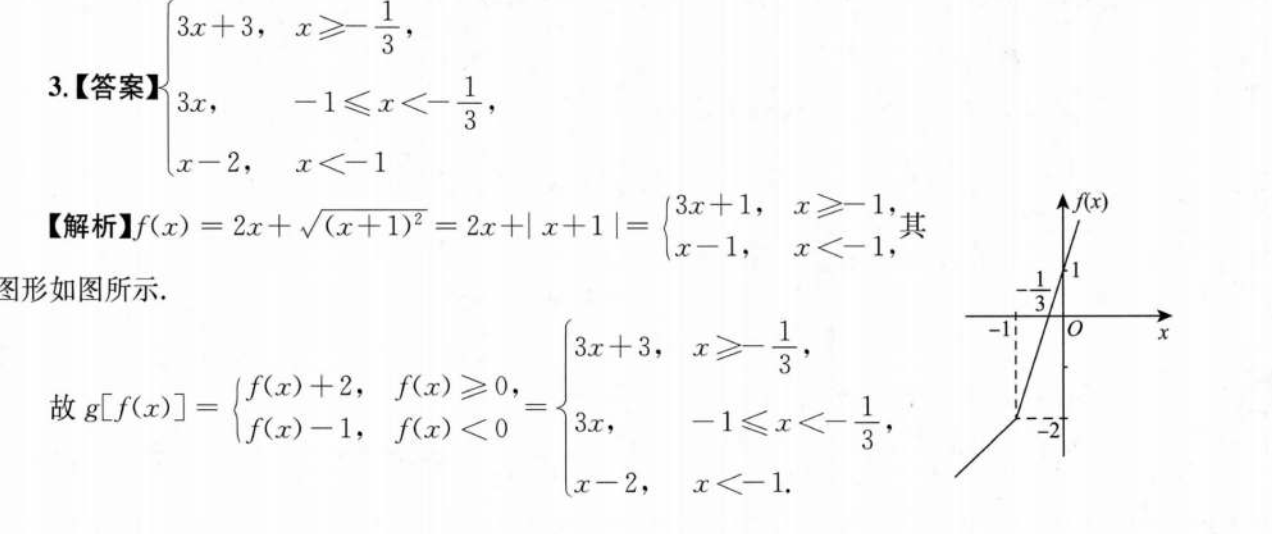 3.【答案】{3x+3, x⩾-1/3,
3x, -1⩽x<-1/3,
x-2, x<-1
【解析】f(x)=2x+√(x+1)²=2x+|x+1|={3x+1, x⩾-1, x-1, x<-1,其
图形如图所示.
故 g[f(x)]={f(x)+2, f(x)⩾0, f(x)-1, f(x)<0={3x+3, x⩾-1/3, 3x, -1⩽x<-1/3, x-2, x<-1.
f(x)
1
-1/3
-1
O
x
-2